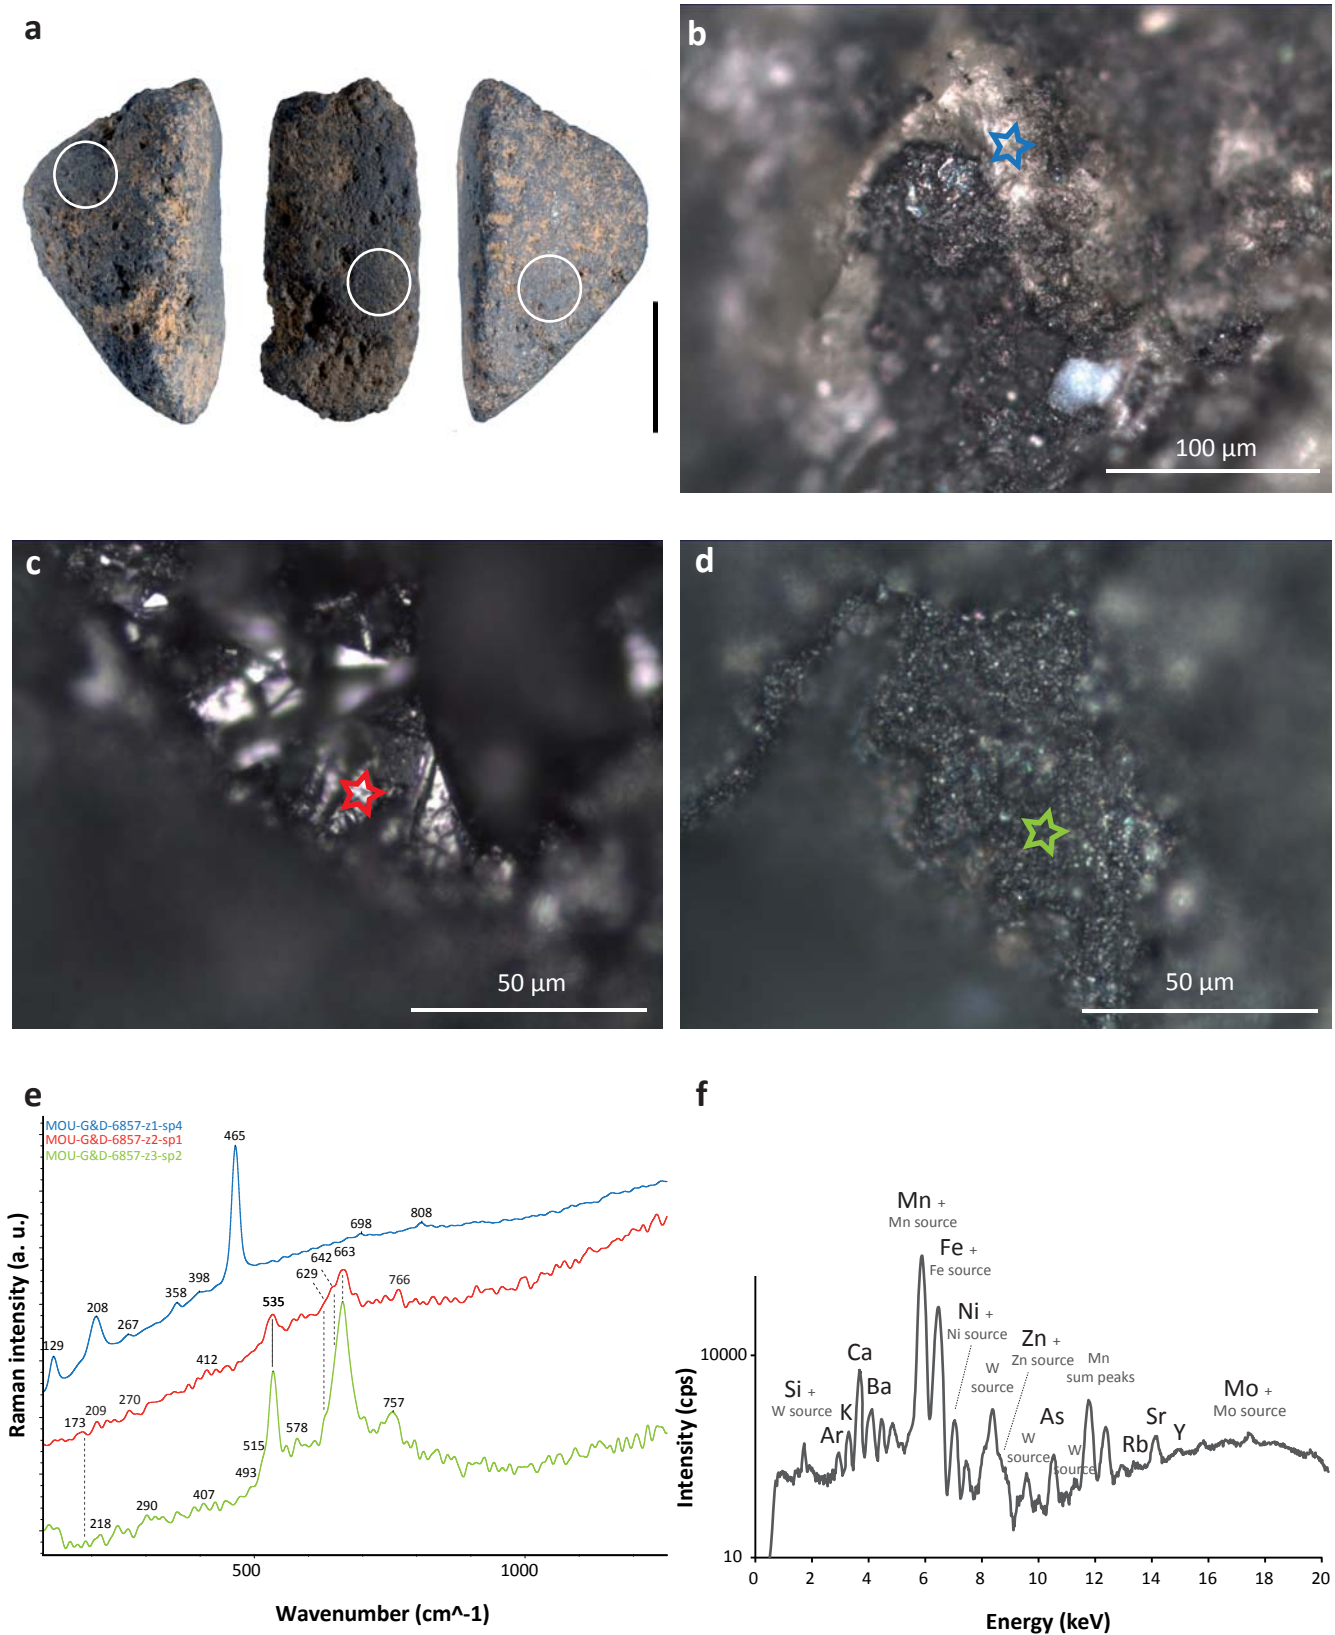 a
b
100 µm
c
50 µm
d
50 µm
e
MOU-G&D-6857-z1-sp4
MOU-G&D-6857-z2-sp1
MOU-G&D-6857-z3-sp2
465
129
208
267
358
398
698
808
642
663
629
535
766
412
173
209
270
757
578
515
493
407
290
218
500
1000
Raman intensity (a. u.)
Wavenumber (cm^-1)
f
Mn +
Mn source
Fe +
Fe source
Ni +
Ni source
Zn +
Zn source
Mn
sum peaks
W
source
Ca
Ba
Si +
W source
K
Ar
As
W
source
W
source
Rb
Sr
Y
Mo +
Mo source
10000
10
0 2 4 6 8 10 12 14 16 18 20
Intensity (cps)
Energy (keV)